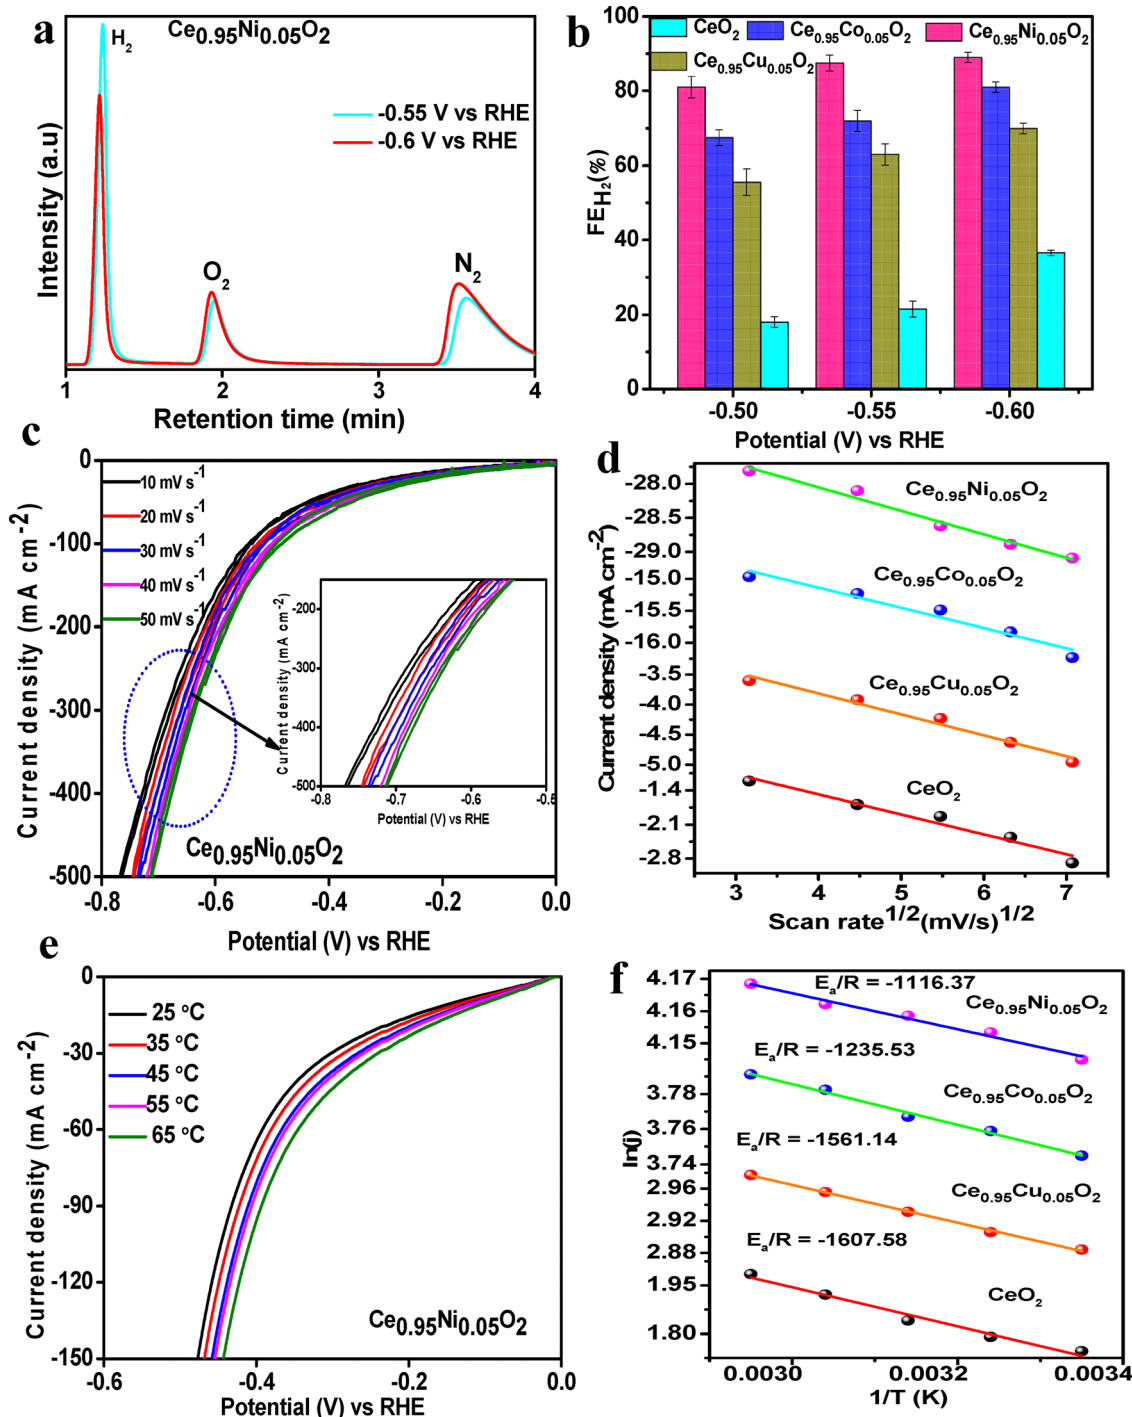 a
H2
Ce0.95Ni0.05O2
-0.55 V vs RHE
-0.6 V vs RHE
O2
N2
Intensity (a.u)
1 2 3 4
Retention time (min)
b
CeO2 Ce0.95Co0.05O2 Ce0.95Ni0.05O2
Ce0.95Cu0.05O2
100
80
60
40
20
0
FEH2(%)
-0.50 -0.55 -0.60
Potential (V) vs RHE
c
0
-100
-200
-300
-400
-500
Current density (mA cm-2)
10 mV s-1
20 mV s-1
30 mV s-1
40 mV s-1
50 mV s-1
-200
-300
-400
-500
Current density (mA cm-2)
-0.8 -0.7 -0.6 -0.5
Potential (V) vs RHE
Ce0.95Ni0.05O2
-0.8 -0.6 -0.4 -0.2 0.0
Potential (V) vs RHE
d
-28.0
-28.5
-29.0
-15.0
-15.5
-16.0
-3.5
-4.0
-4.5
-5.0
-1.4
-2.1
-2.8
Current density (mA cm-2)
Ce0.95Ni0.05O2
Ce0.95Co0.05O2
Ce0.95Cu0.05O2
CeO2
3 4 5 6 7
Scan rate1/2(mV/s)1/2
e
0
-30
-60
-90
-120
-150
Current density (mA cm-2)
25 °C
35 °C
45 °C
55 °C
65 °C
Ce0.95Ni0.05O2
-0.6 -0.4 -0.2 0.0
Potential (V) vs RHE
f
4.17
4.16
4.15
3.78
3.76
3.74
2.96
2.92
2.88
1.95
1.80
ln(j)
Ea/R = -1116.37
Ce0.95Ni0.05O2
Ea/R = -1235.53
Ce0.95Co0.05O2
Ea/R = -1561.14
Ce0.95Cu0.05O2
Ea/R = -1607.58
CeO2
0.0030 0.0032 0.0034
1/T (K)